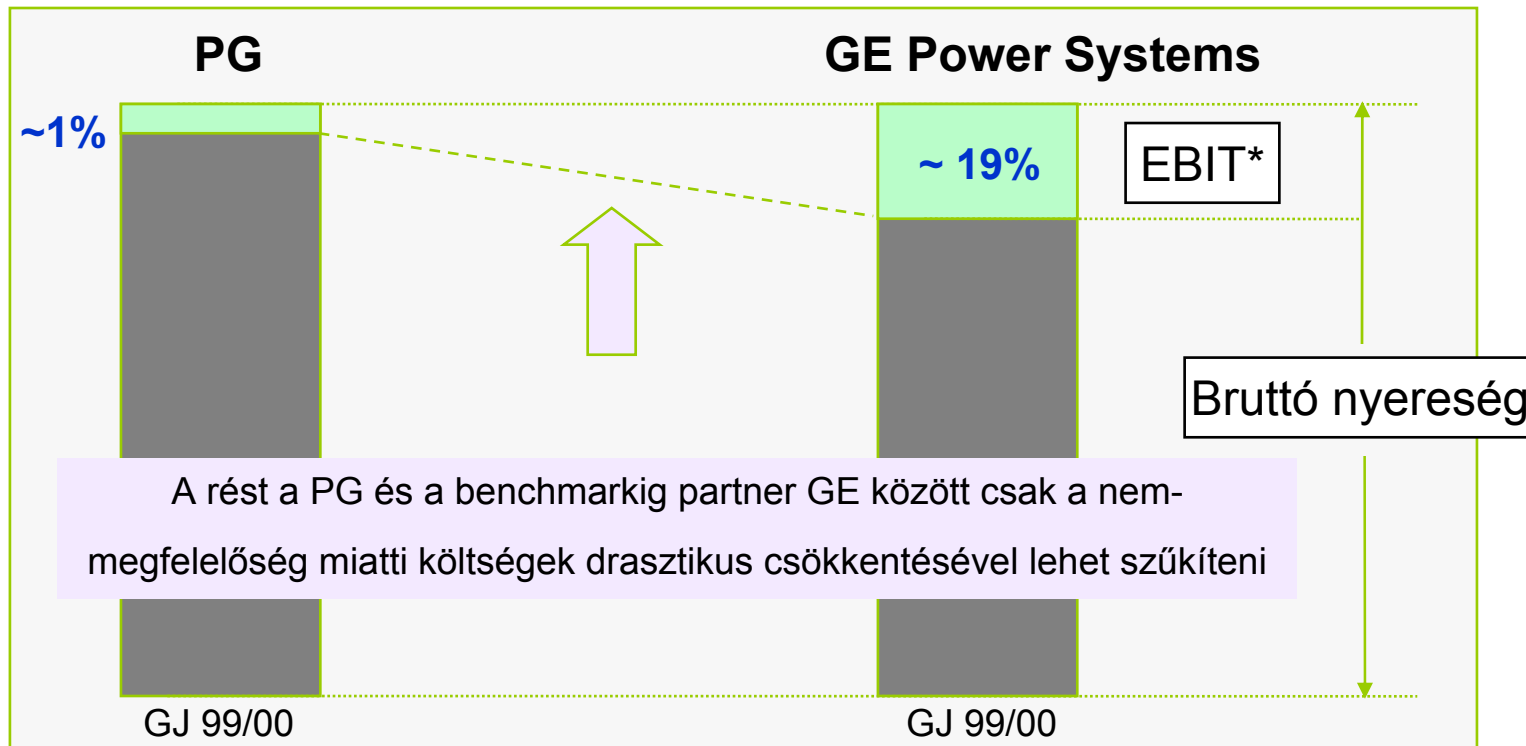 PG
GE Power Systems
~1%
~ 19%
EBIT*
Bruttó nyereség
A rést a PG és a benchmarkig partner GE között csak a nem-
megfelelőség miatti költségek drasztikus csökkentésével lehet szűkíteni
GJ 99/00
GJ 99/00